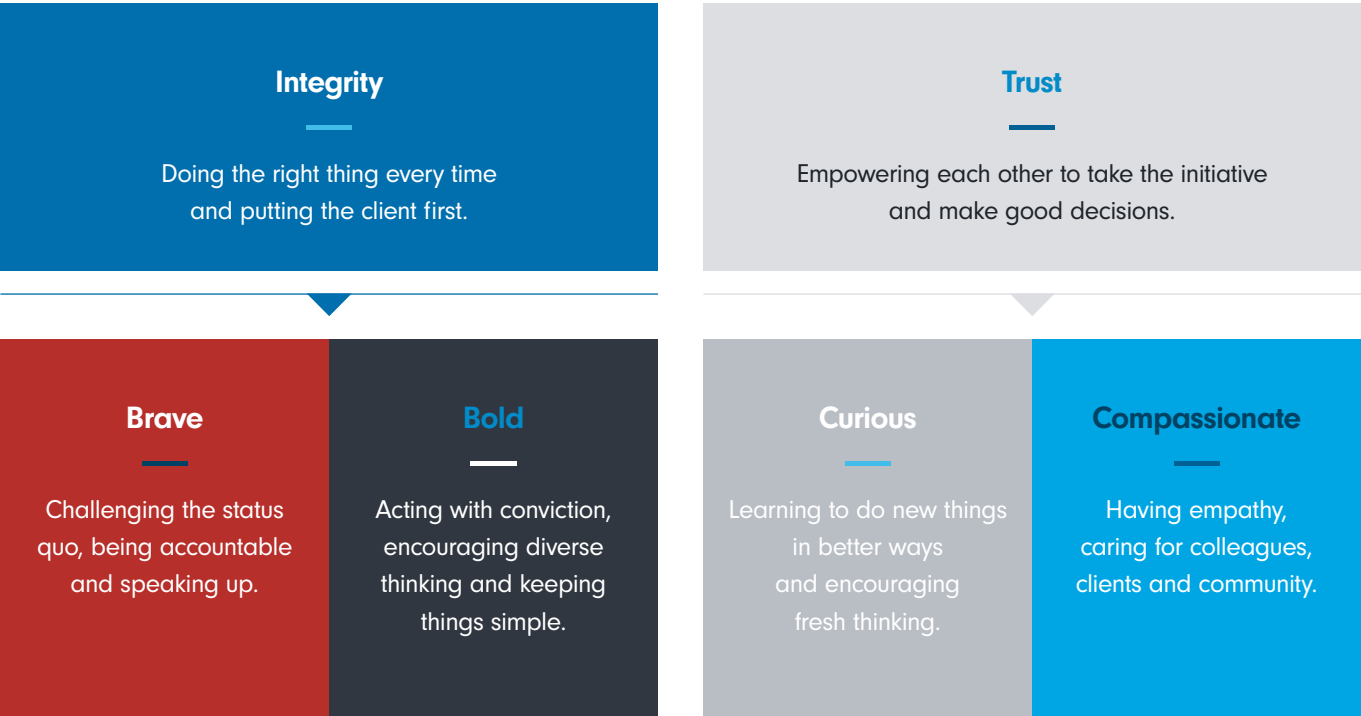 Integrity
Doing the right thing every time
and putting the client first.
Trust
Empowering each other to take the initiative
and make good decisions.
Brave
Challenging the status
quo, being accountable
and speaking up.
Bold
Acting with conviction,
encouraging diverse
thinking and keeping
things simple.
Curious
Learning to do new things
in better ways
and encouraging
fresh thinking.
Compassionate
Having empathy,
caring for colleagues,
clients and community.